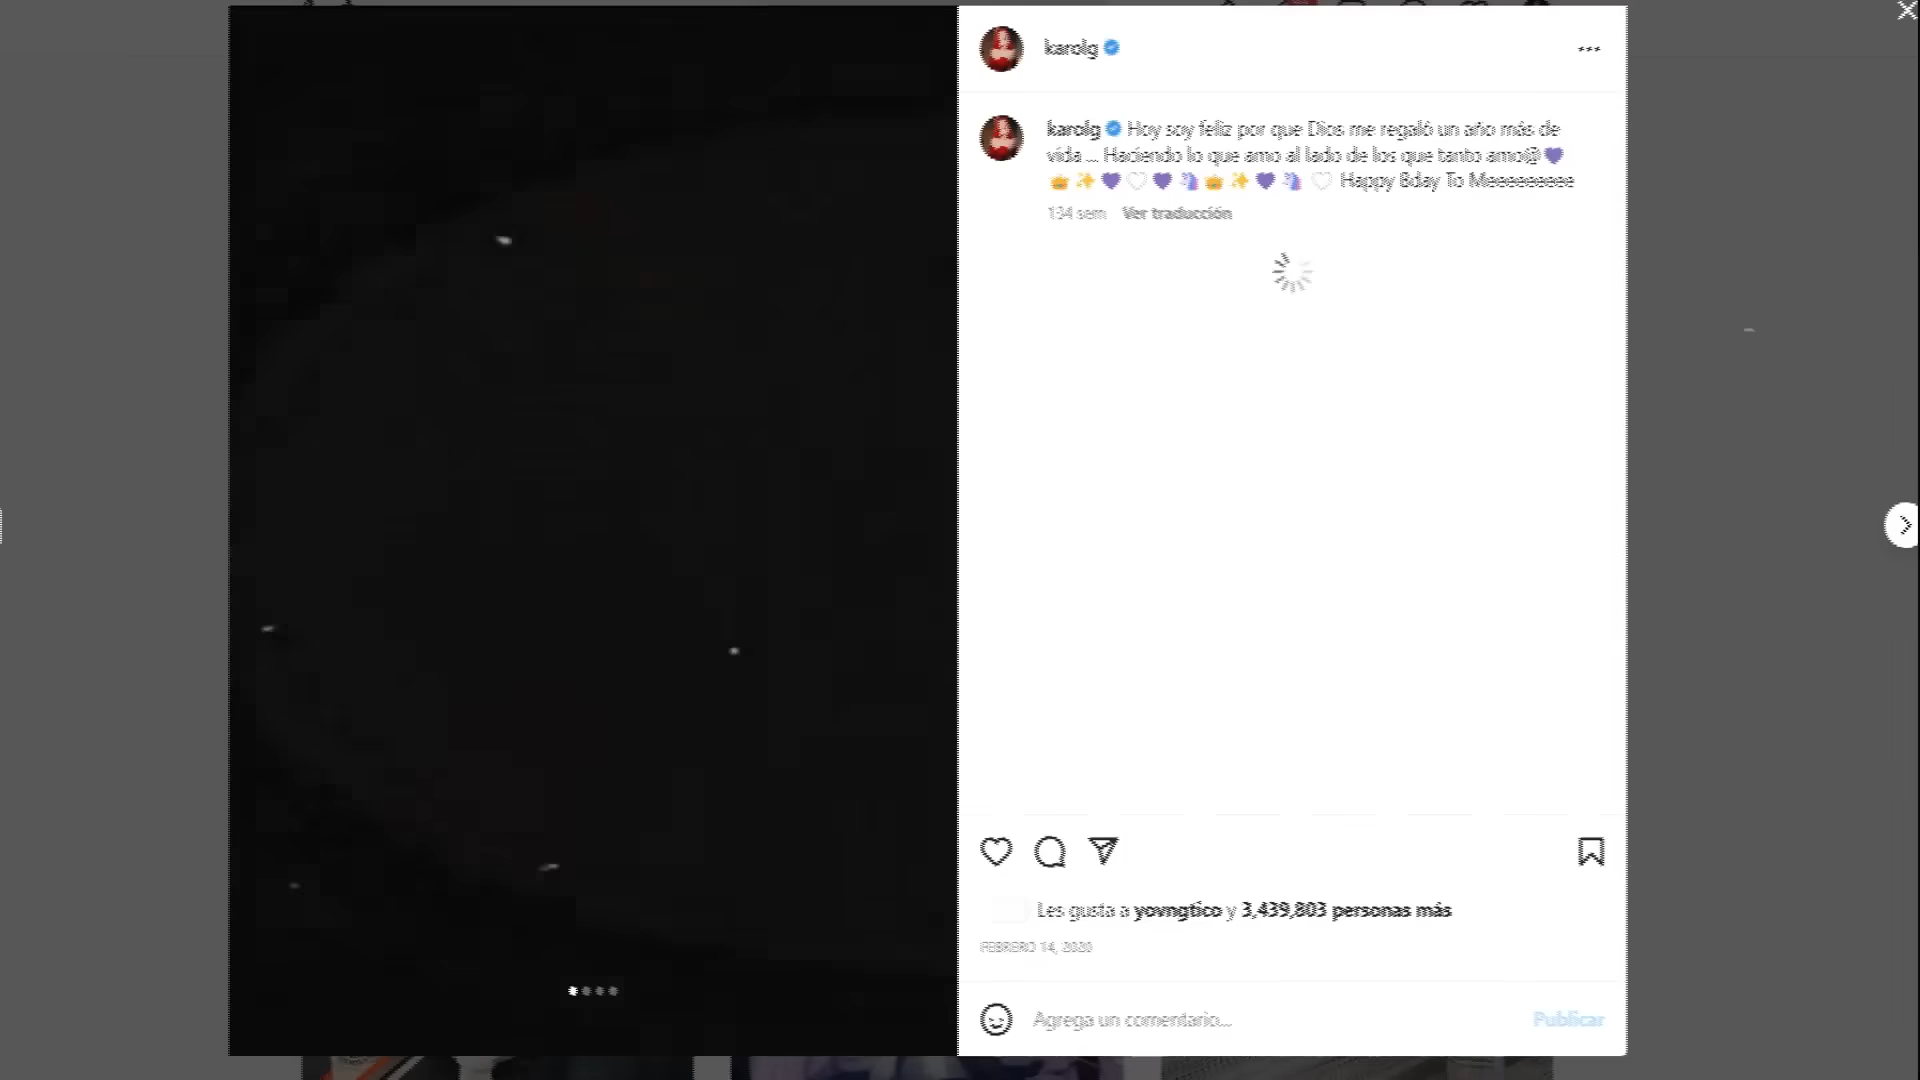 karolg
karolg Hoy soy feliz por que Dios me regaló un año más de
vida ... Haciendo lo que amo al lado de los que tanto amo@💜
👑✨💜🤍💜🦄👑✨💜🦄🤍 Happy Bday To Meeeeeeeee
134 sem Ver traducción
Les gusta a yovngtico y 3,439,803 personas más
FEBRERO 14, 2020
Agrega un comentario... Publicar